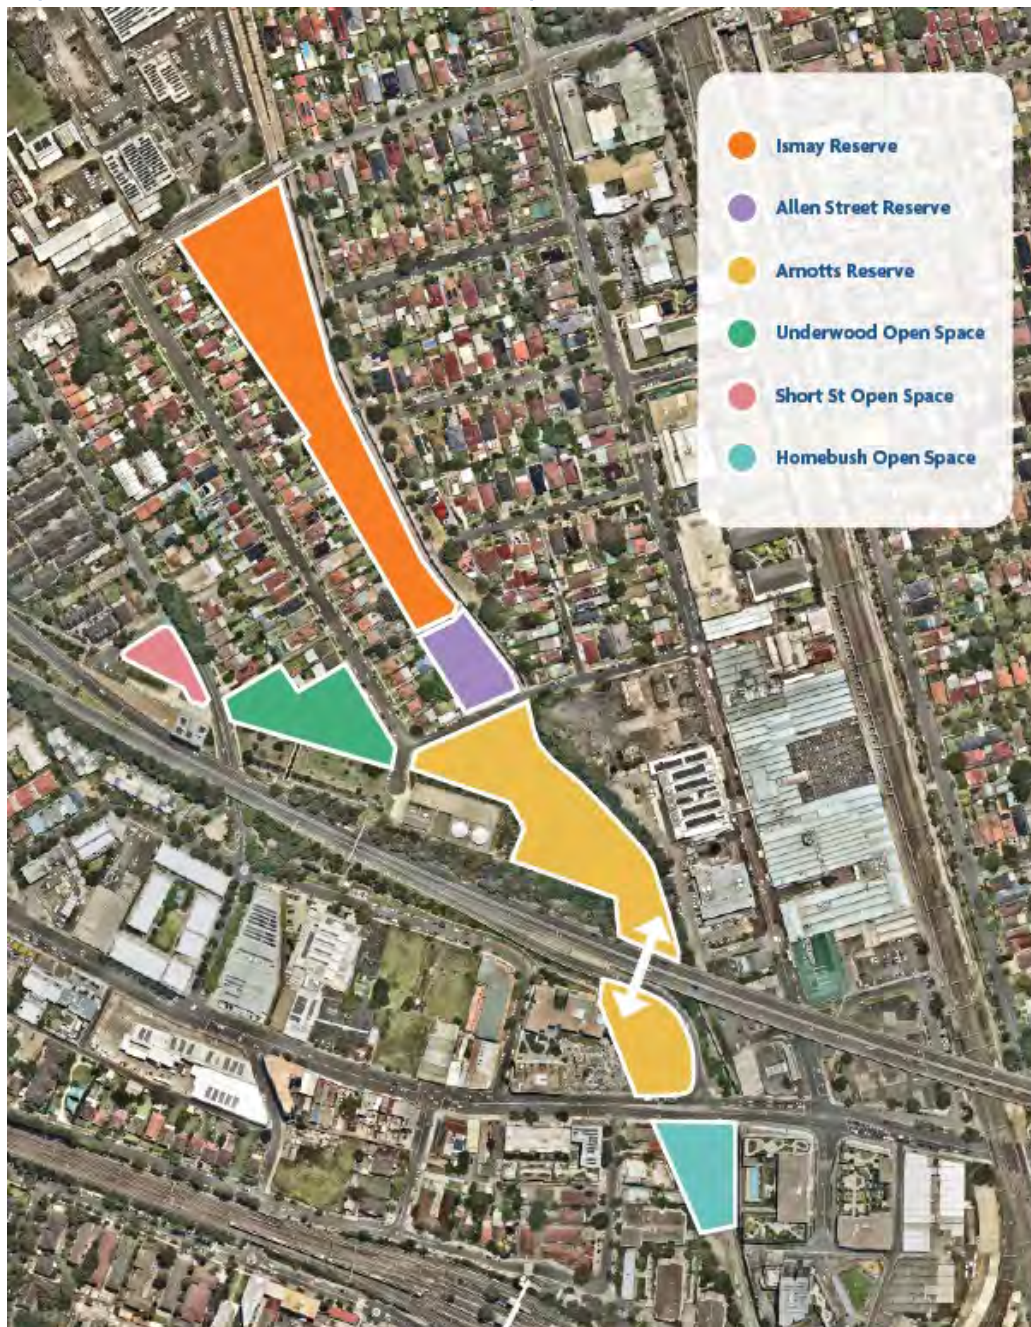 Ismay Reserve
Allen Street Reserve
Arnotts Reserve
Underwood Open Space
Short St Open Space
Homebush Open Space